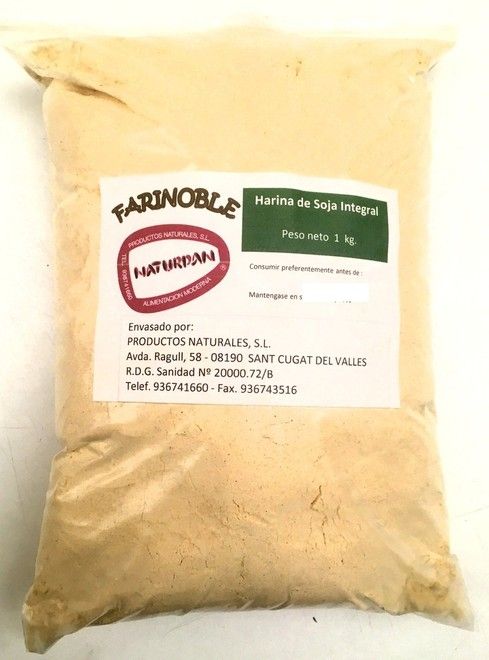 FARINOBLE
PRODUCTOS NATURALES, S.L.
NATURPAN
®
ALIMENTACION MODERNA
Harina de Soja Integral
Peso neto 1 kg.
Consumir preferentemente antes de :
Mantengase en
Envasado por:
PRODUCTOS NATURALES, S.L.
Avda. Ragull, 58 - 08190 SANT CUGAT DEL VALLES
R.D.G. Sanidad Nº 20000.72/B
Telef. 936741660 - Fax. 936743516